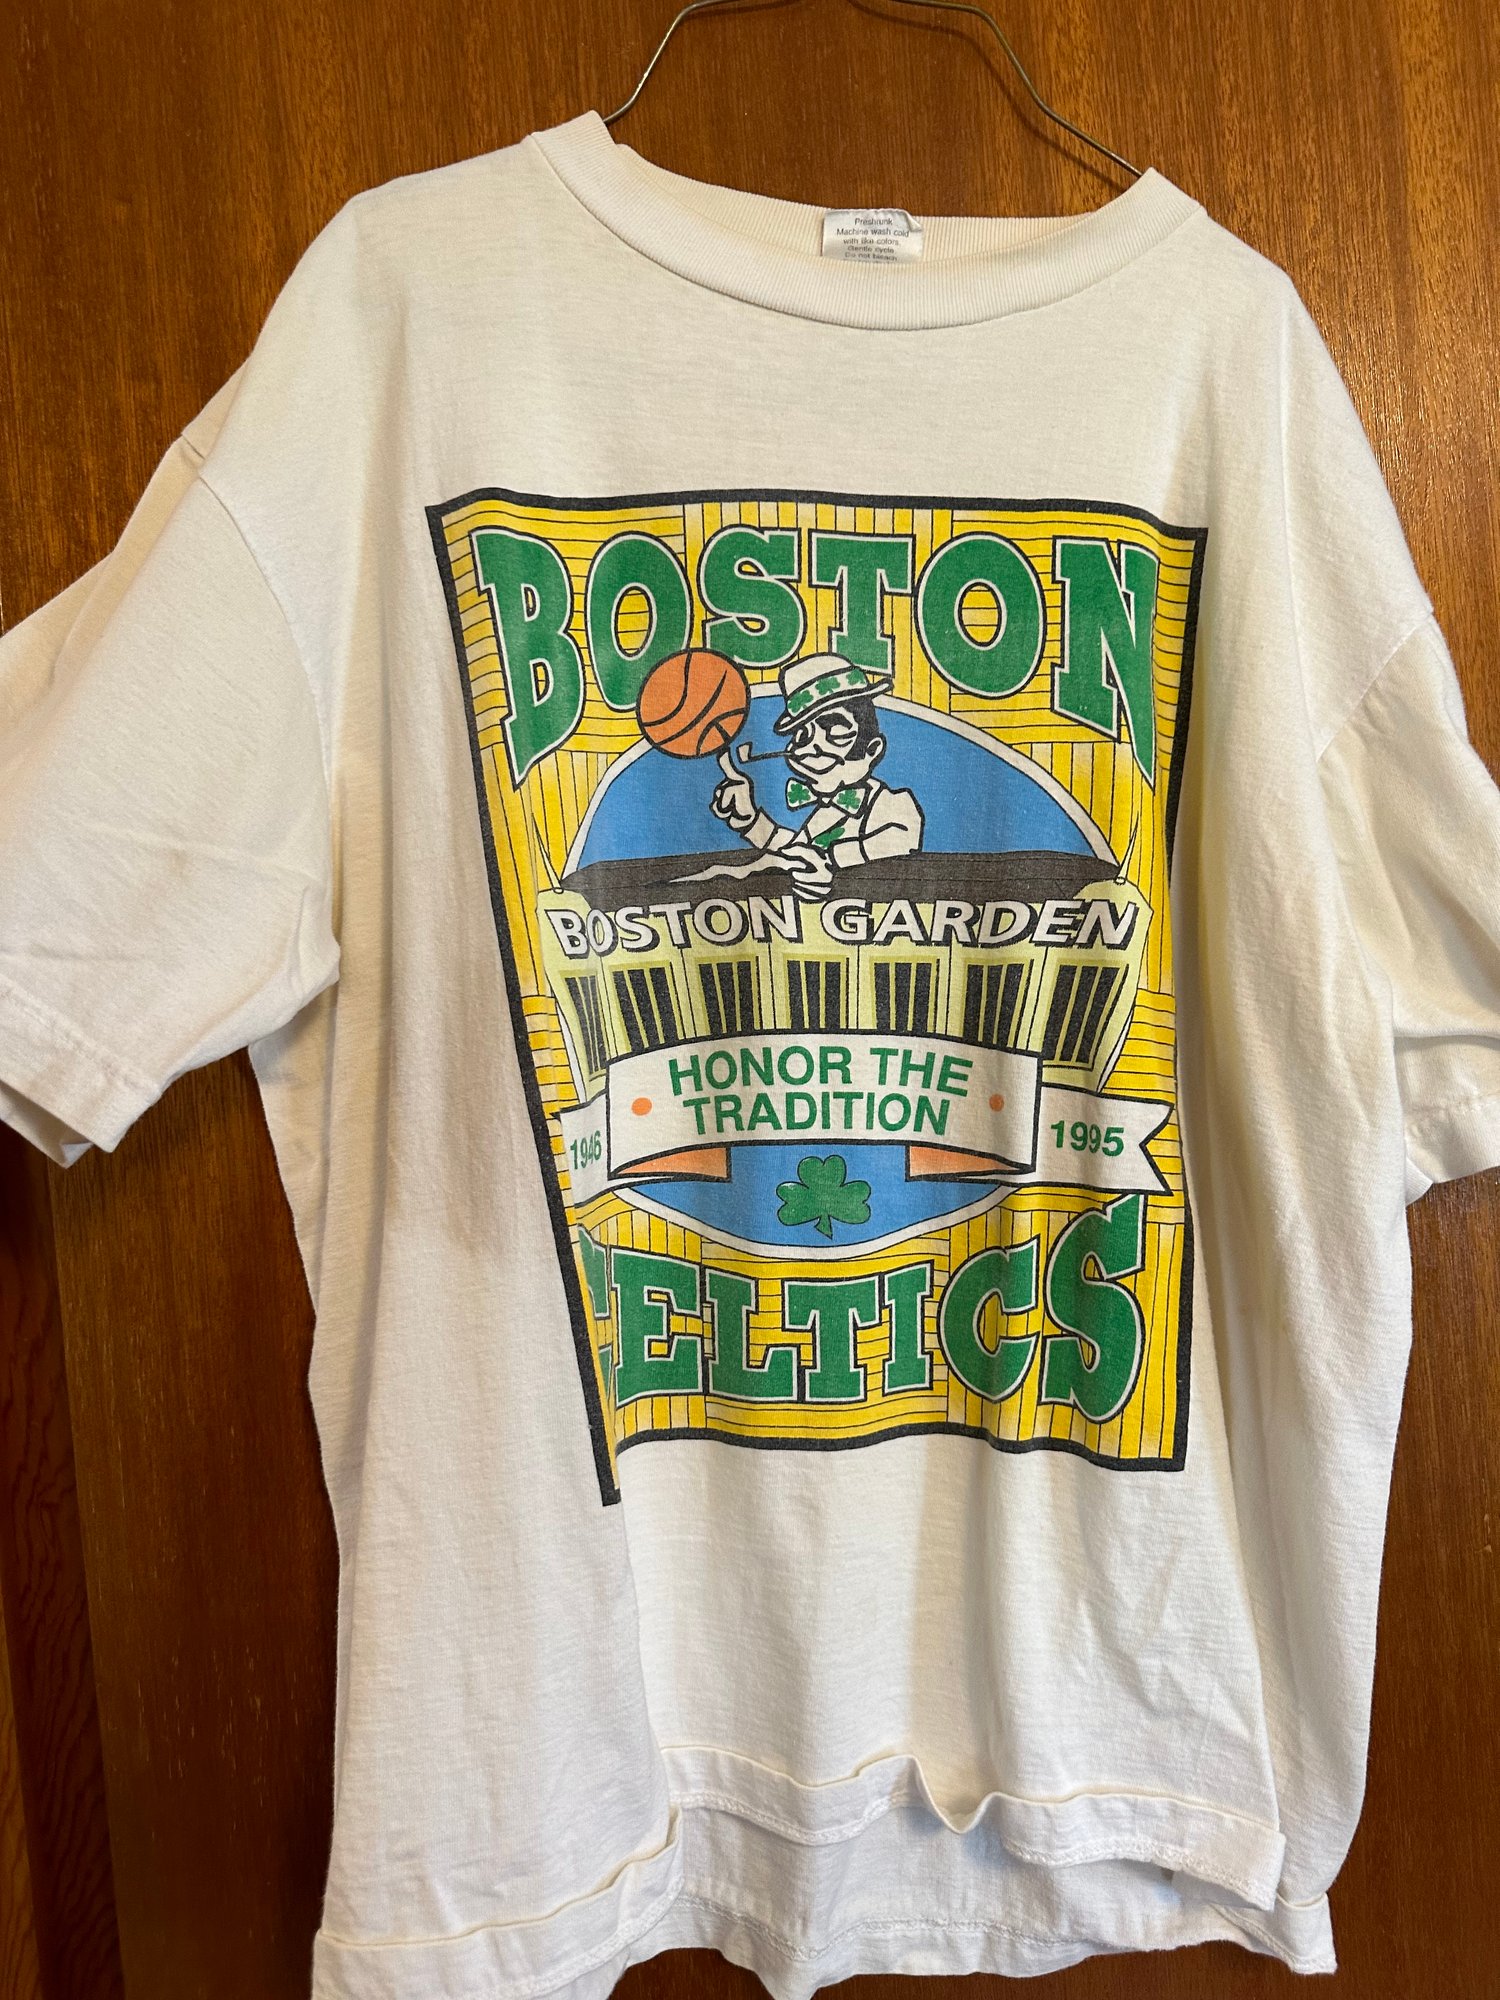 Preshrunk
Machine wash cold
with like colors.
Gentle cycle.
Do not bleach
BOSTON
BOSTON GARDEN
HONOR THE
TRADITION
1946
1995
CELTICS